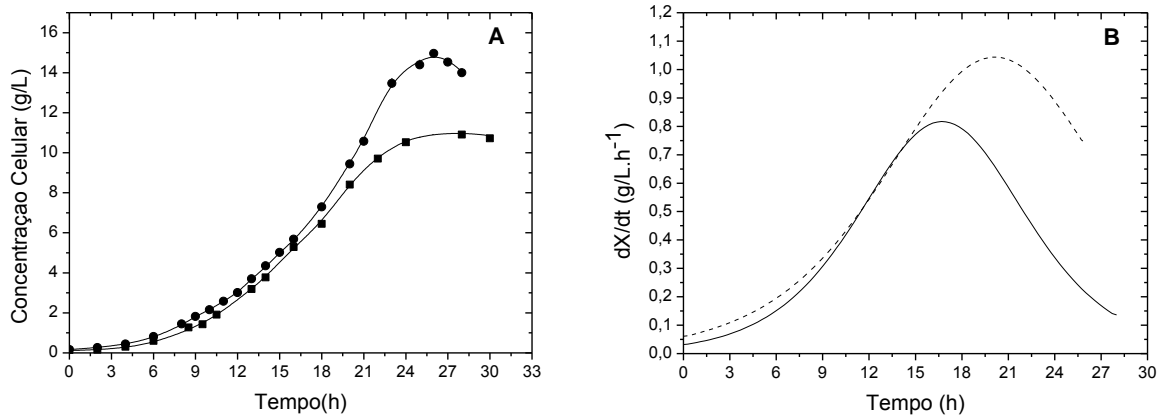 A
Concentraçao Celular (g/L)
16
14
12
10
8
6
4
2
0
0 3 6 9 12 15 18 21 24 27 30 33
Tempo(h)
B
dX/dt (g/L.h⁻¹)
1,2
1,1
1,0
0,9
0,8
0,7
0,6
0,5
0,4
0,3
0,2
0,1
0,0
0 3 6 9 12 15 18 21 24 27 30
Tempo (h)